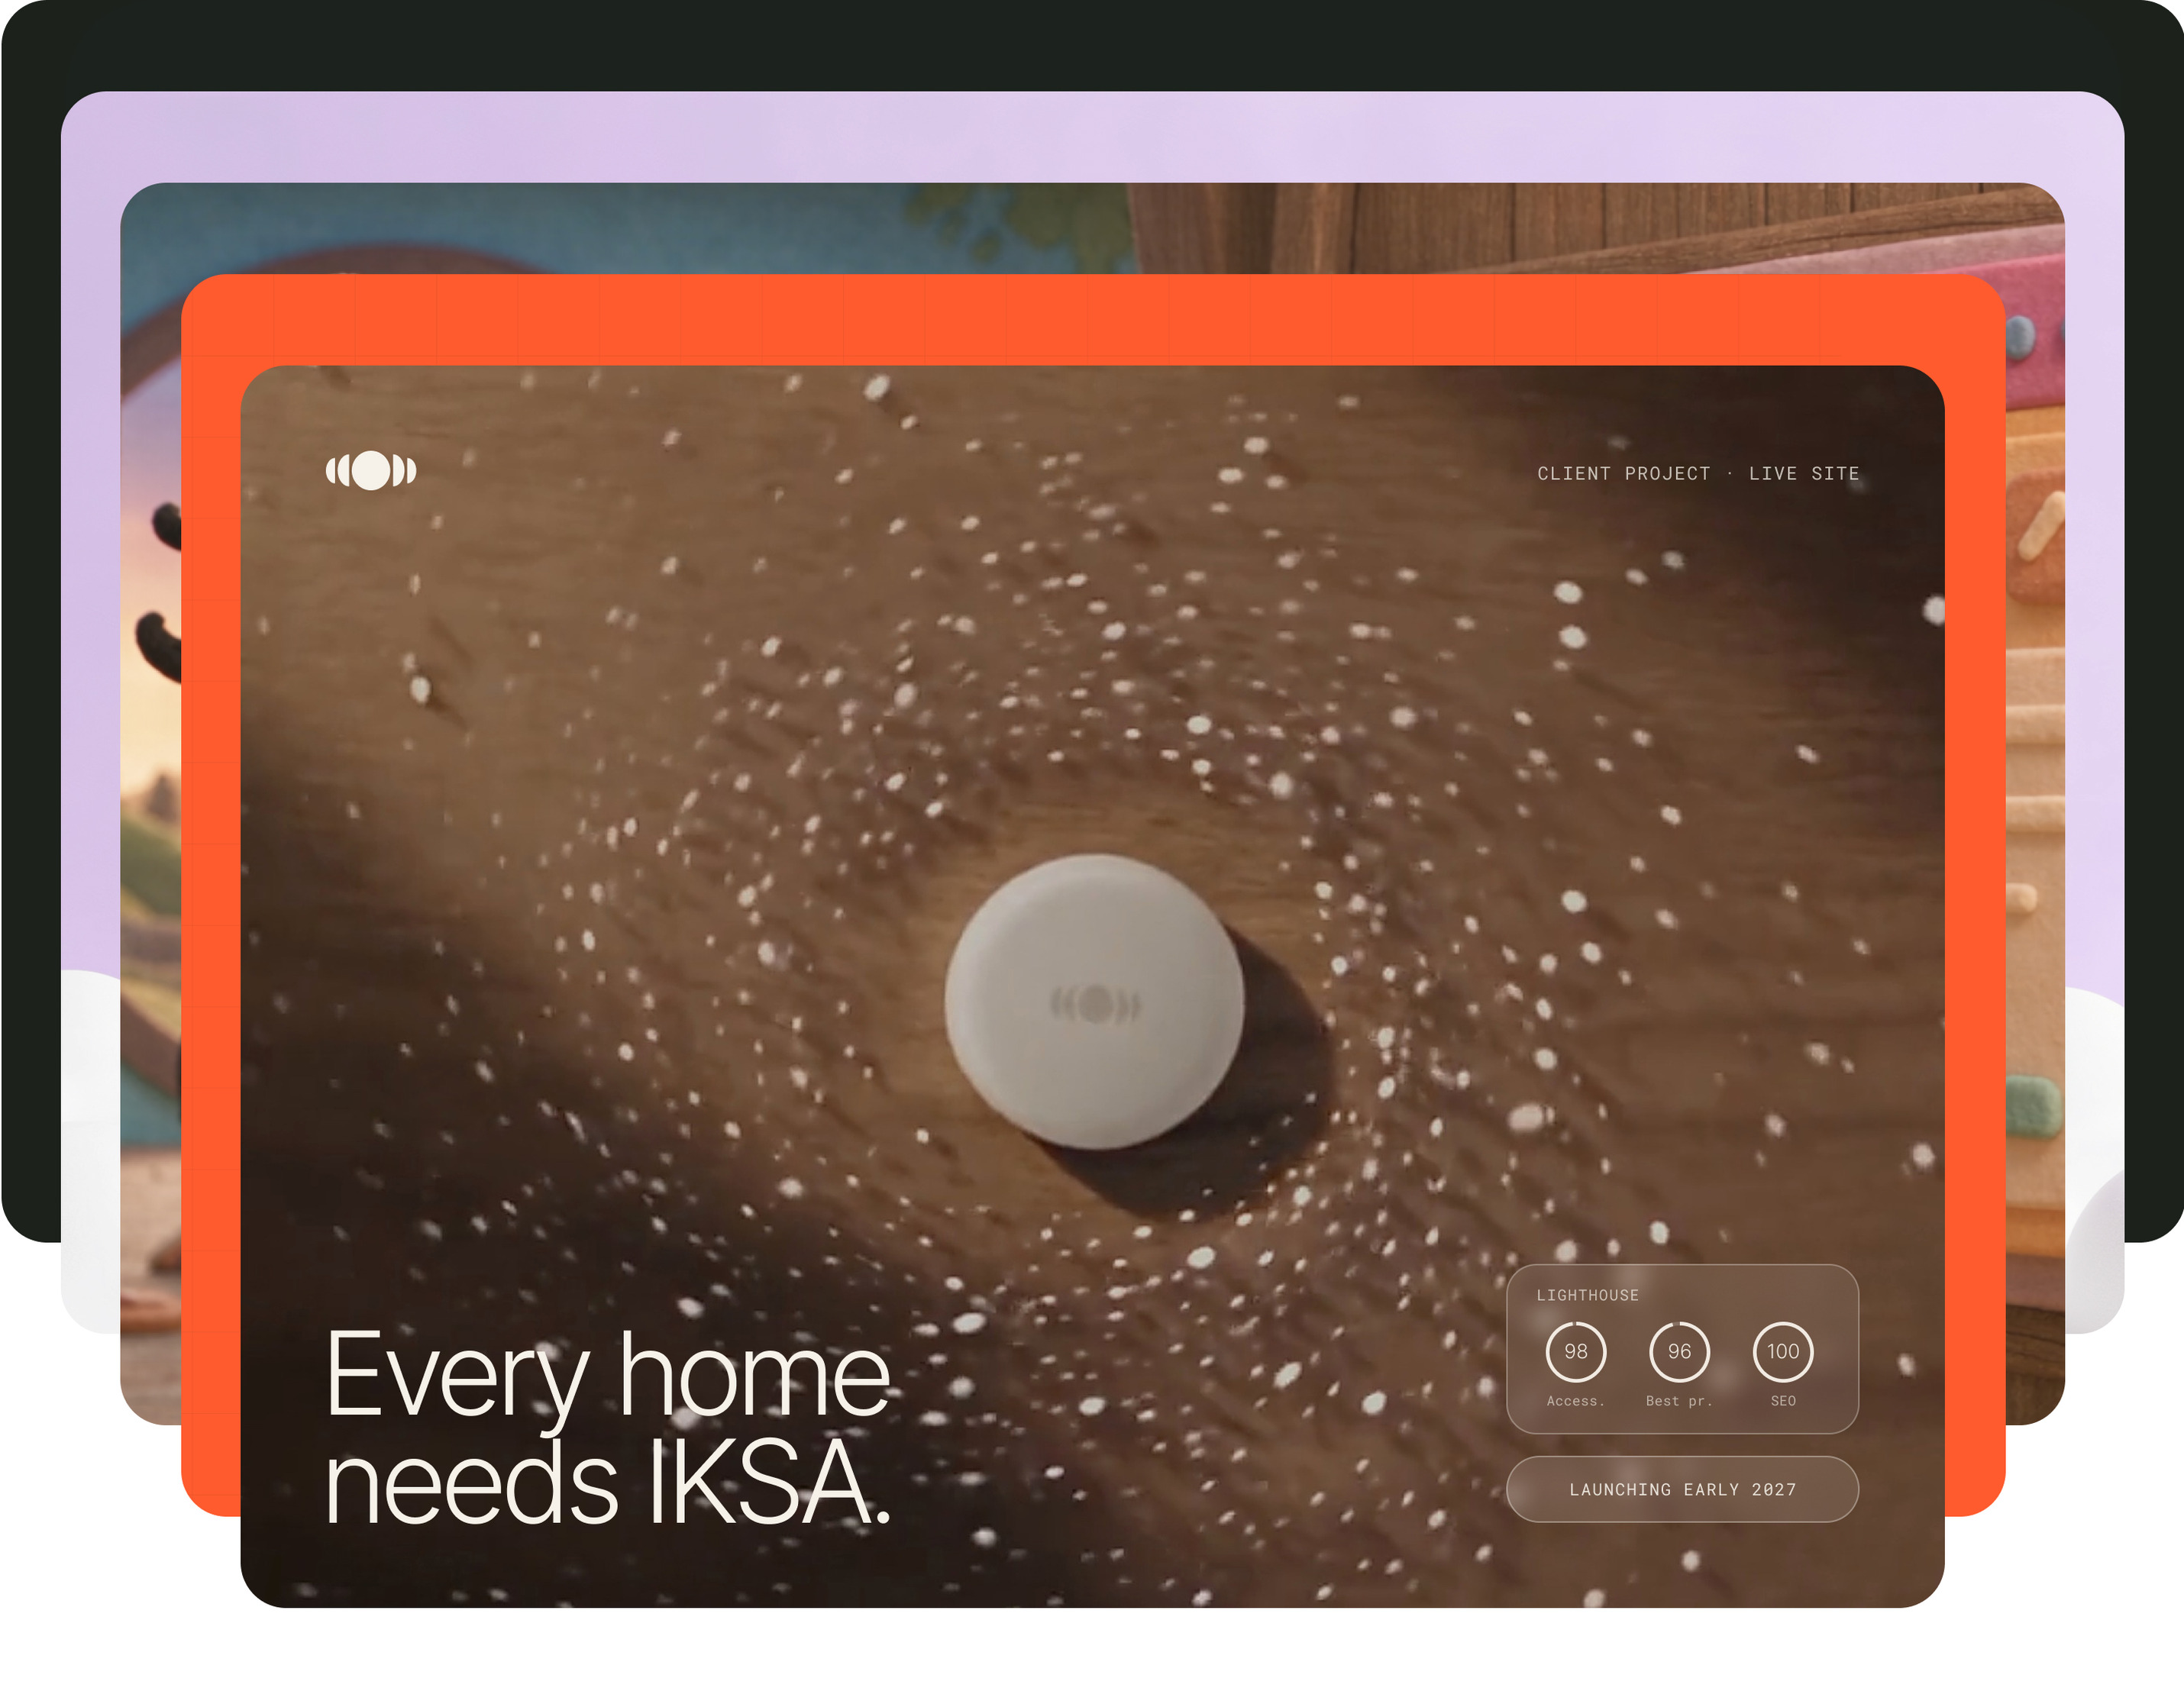 CLIENT PROJECT · LIVE SITE
Every home
needs IKSA.
LIGHTHOUSE
98 96 100
Access. Best pr. SEO
LAUNCHING EARLY 2027